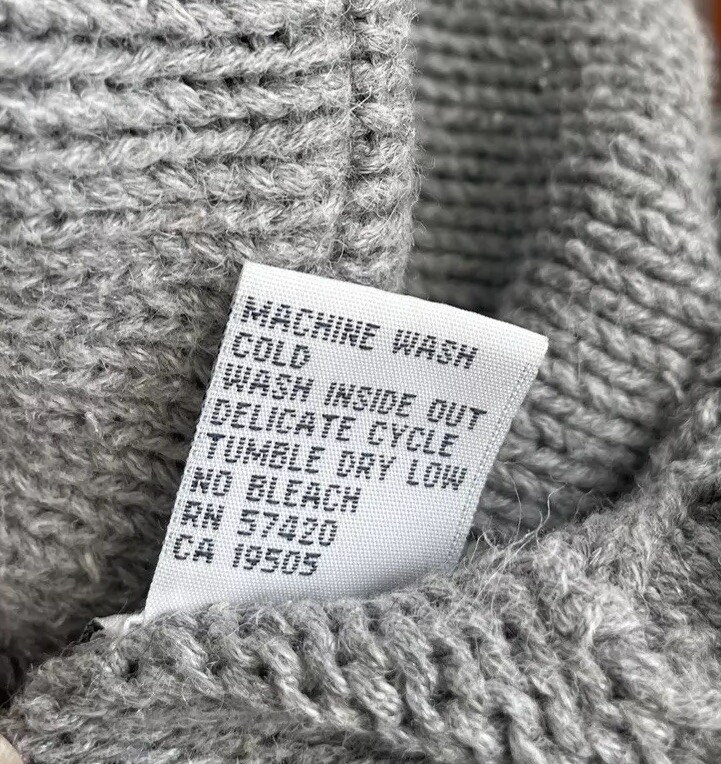 MACHINE WASH
COLD
WASH INSIDE OUT
DELICATE CYCLE
TUMBLE DRY LOW
NO BLEACH
RN 57420
CA 19505